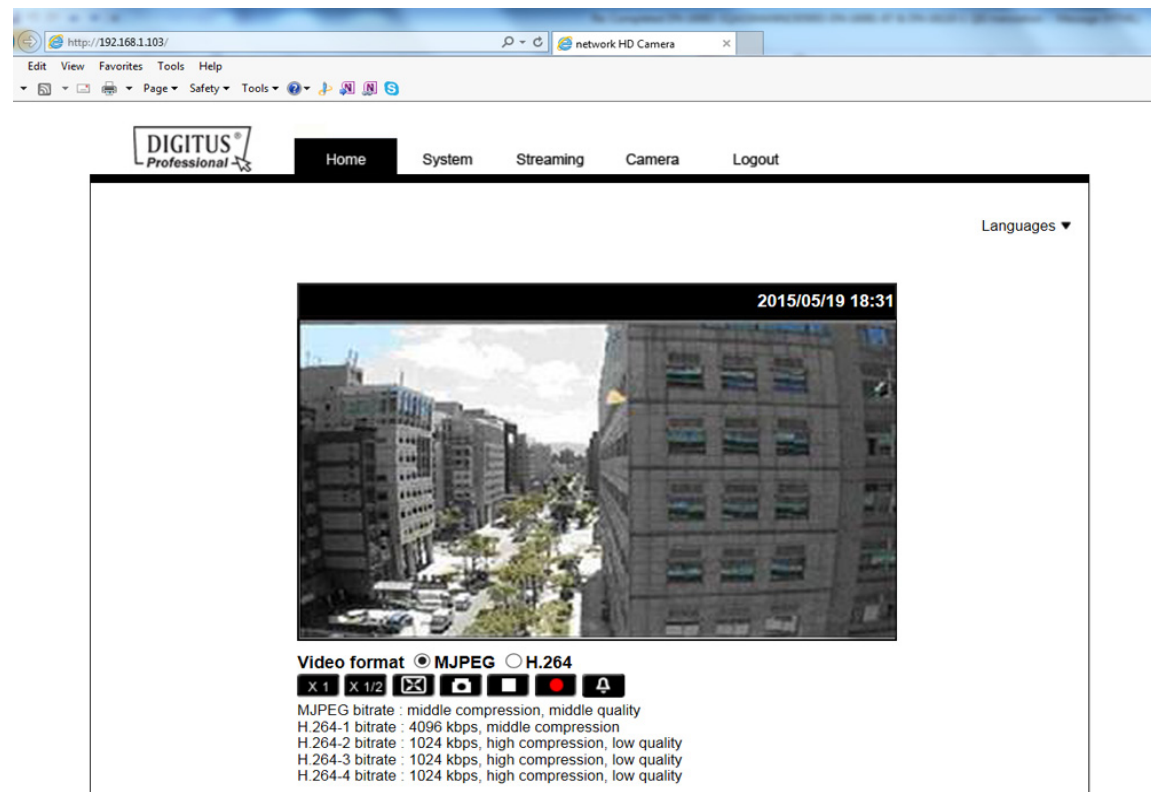 http://192.168.1.103/
network HD Camera
Edit View Favorites Tools Help
Page Safety Tools
DIGITUS®
Professional
Home System Streaming Camera Logout
Languages
2015/05/19 18:31
Video format MJPEG H.264
X 1 X 1/2
MJPEG bitrate : middle compression, middle quality
H.264-1 bitrate : 4096 kbps, middle compression
H.264-2 bitrate : 1024 kbps, high compression, low quality
H.264-3 bitrate : 1024 kbps, high compression, low quality
H.264-4 bitrate : 1024 kbps, high compression, low quality